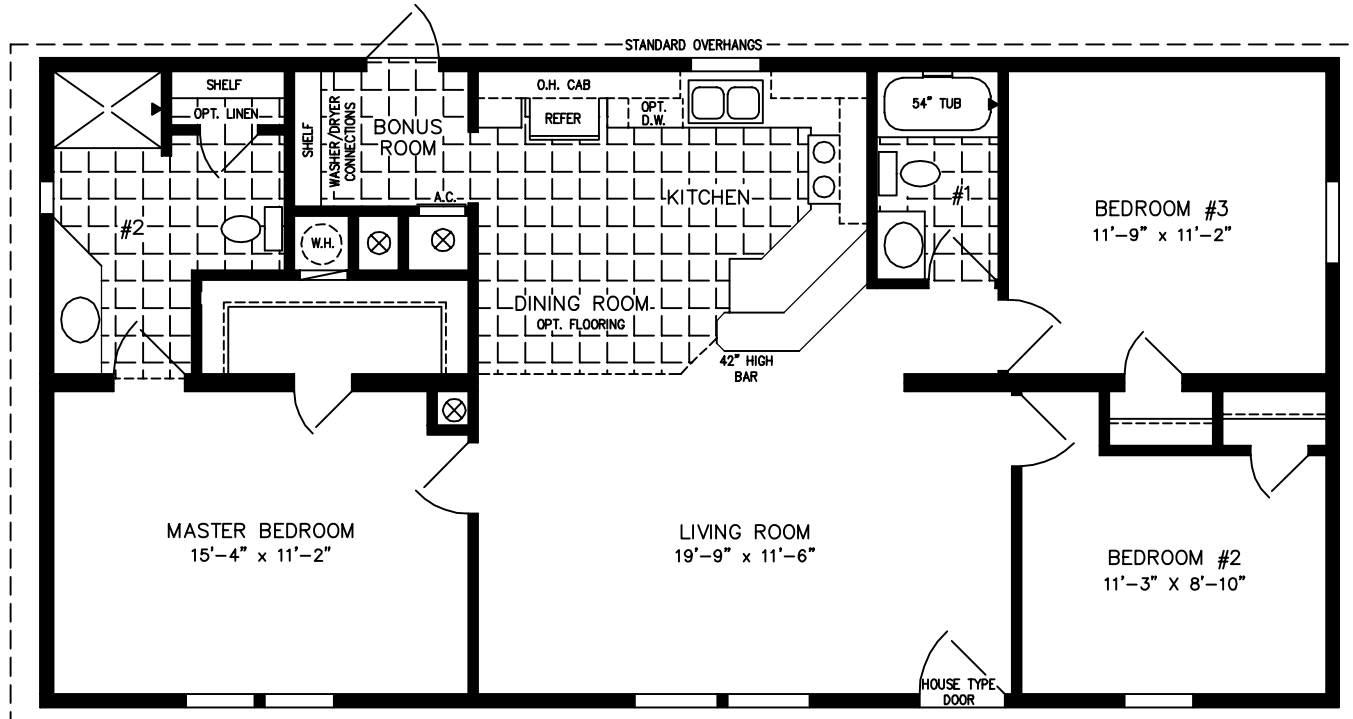 STANDARD OVERHANGS
SHELF
OPT. LINEN
SHELF
WASHER/DRYER
CONNECTIONS
BONUS
ROOM
A.C.
O.H. CAB
REFER
OPT.
D.W.
KITCHEN
54" TUB
#1
BEDROOM #3
11'-9" x 11'-2"
#2
W.H.
DINING ROOM
OPT. FLOORING
42" HIGH
BAR
MASTER BEDROOM
15'-4" x 11'-2"
LIVING ROOM
19'-9" x 11'-6"
BEDROOM #2
11'-3" X 8'-10"
HOUSE TYPE
DOOR